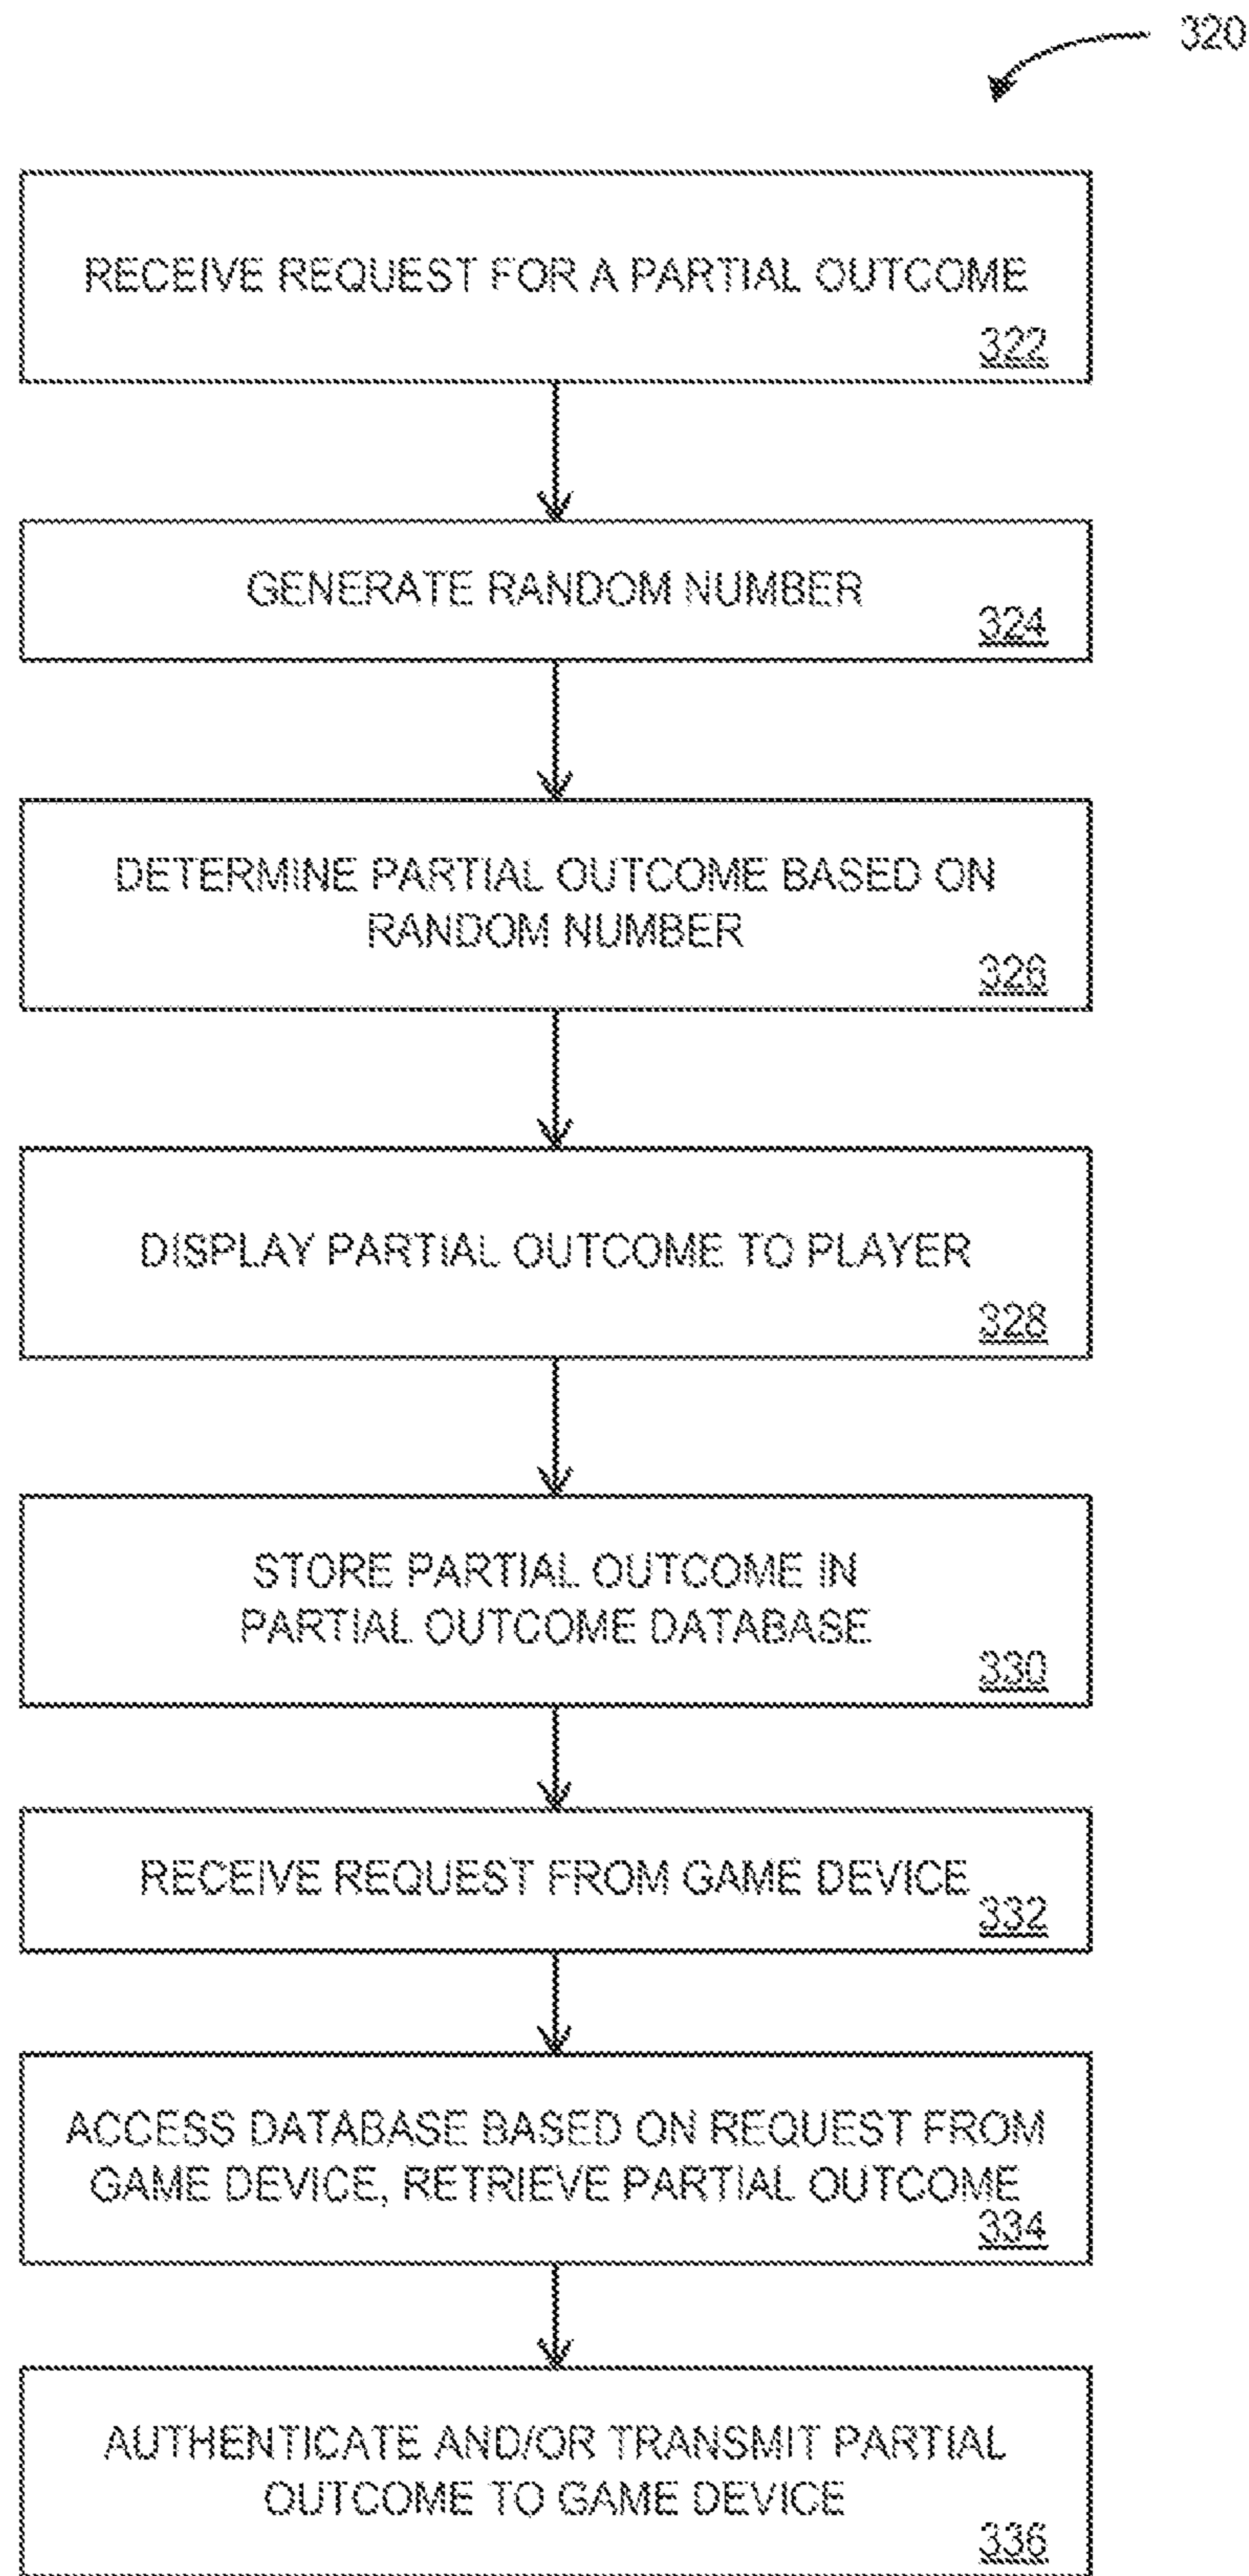 320
RECEIVE REQUEST FOR A PARTIAL OUTCOME
322
GENERATE RANDOM NUMBER
324
DETERMINE PARTIAL OUTCOME BASED ON
RANDOM NUMBER
326
DISPLAY PARTIAL OUTCOME TO PLAYER
328
STORE PARTIAL OUTCOME IN
PARTIAL OUTCOME DATABASE
330
RECEIVE REQUEST FROM GAME DEVICE
332
ACCESS DATABASE BASED ON REQUEST FROM
GAME DEVICE, RETRIEVE PARTIAL OUTCOME
334
AUTHENTICATE AND/OR TRANSMIT PARTIAL
OUTCOME TO GAME DEVICE
336